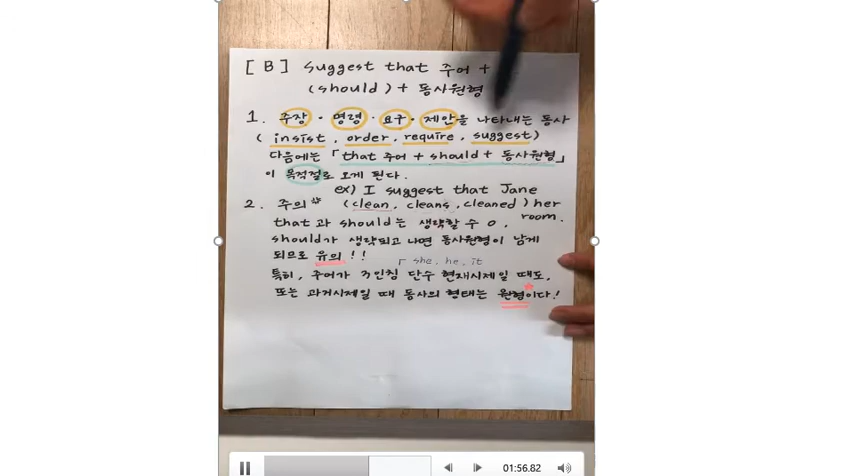 [B] suggest that 주어 +
(should) + 동사원형
1. 주장·명령·요구·제안을 나타내는 동사
(insist, order, require, suggest)
다음에는 「that 주어 + should + 동사원형」
이 목적절로 오게 된다.
ex) I suggest that Jane
2. 주의 (clean, cleans, cleaned) her
that과 should는 생략할 수 o, room.
should가 생략되고 나면 동사원형이 남게
되므로 유의!!
she, he, it
특히, 주어가 3인칭 단수 현재시제일 때도,
또는 과거시제일 때 동사의 형태는 원형이다!
01:56.82